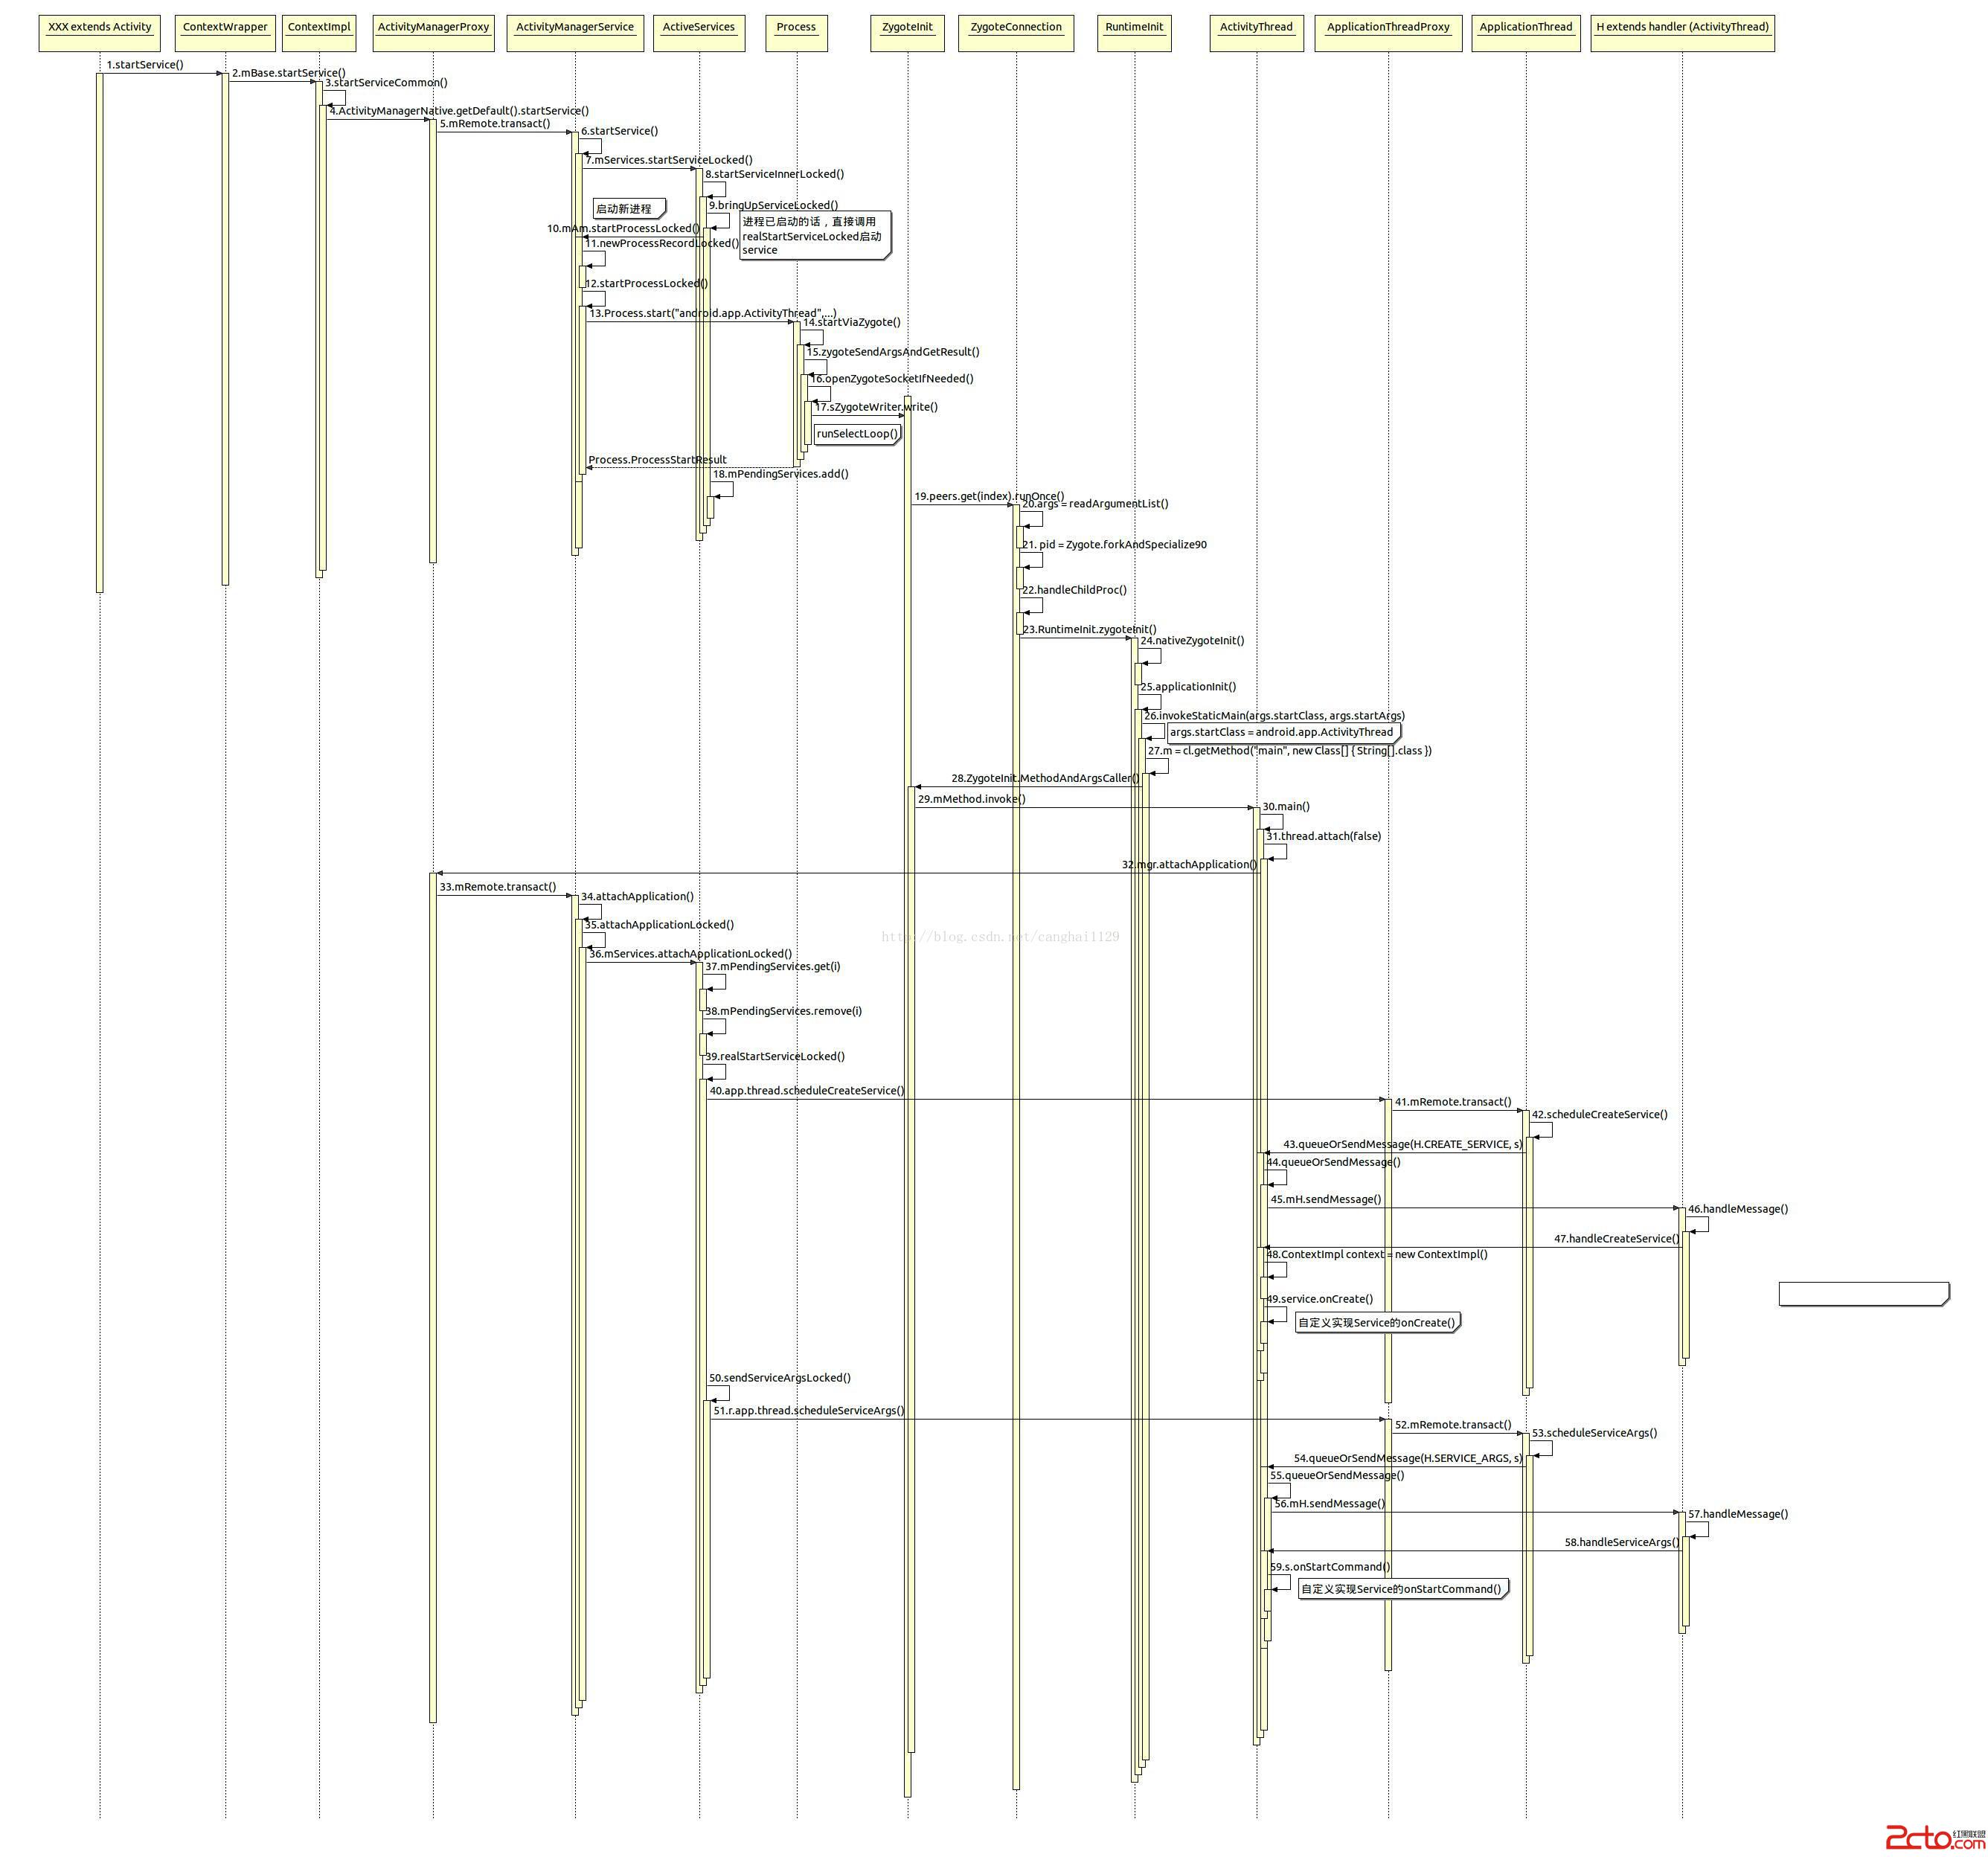 XXX extends Activity
ContextWrapper
ContextImpl
ActivityManagerProxy
ActivityManagerService
ActiveServices
Process
ZygoteInit
ZygoteConnection
RuntimeInit
ActivityThread
ApplicationThreadProxy
ApplicationThread
H extends handler (ActivityThread)
1.startService()
2.mBase.startService()
3.startServiceCommon()
4.ActivityManagerNative.getDefault().startService()
5.mRemote.transact()
6.startService()
7.mServices.startServiceLocked()
8.startServiceInnerLocked()
启动新进程
9.bringUpServiceLocked()
进程已启动的话，直接调用
realStartServiceLocked启动
service
10.mAm.startProcessLocked()
11.newProcessRecordLocked()
12.startProcessLocked()
13.Process.start("android.app.ActivityThread",...)
14.startViaZygote()
15.zygoteSendArgsAndGetResult()
16.openZygoteSocketIfNeeded()
17.sZygoteWriter.write()
runSelectLoop()
Process.ProcessStartResult
18.mPendingServices.add()
19.peers.get(index).runOnce()
20.args = readArgumentList()
21. pid = Zygote.forkAndSpecialize90
22.handleChildProc()
23.RuntimeInit.zygoteInit()
24.nativeZygoteInit()
25.applicationInit()
26.invokeStaticMain(args.startClass, args.startArgs)
args.startClass = android.app.ActivityThread
27.m = cl.getMethod("main", new Class[] { String[].class })
28.ZygoteInit.MethodAndArgsCaller()
29.mMethod.invoke()
30.main()
31.thread.attach(false)
32.mgr.attachApplication()
33.mRemote.transact()
34.attachApplication()
35.attachApplicationLocked()
http://blog.csdn.net/canghai1129
36.mServices.attachApplicationLocked()
37.mPendingServices.get(i)
38.mPendingServices.remove(i)
39.realStartServiceLocked()
40.app.thread.scheduleCreateService()
41.mRemote.transact()
42.scheduleCreateService()
43.queueOrSendMessage(H.CREATE_SERVICE, s)
44.queueOrSendMessage()
45.mH.sendMessage()
46.handleMessage()
47.handleCreateService()
48.ContextImpl context = new ContextImpl()
49.service.onCreate()
自定义实现Service的onCreate()
50.sendServiceArgsLocked()
51.r.app.thread.scheduleServiceArgs()
52.mRemote.transact()
53.scheduleServiceArgs()
54.queueOrSendMessage(H.SERVICE_ARGS, s)
55.queueOrSendMessage()
56.mH.sendMessage()
57.handleMessage()
58.handleServiceArgs()
59.s.onStartCommand()
自定义实现Service的onStartCommand()
2cto.com
红黑联盟